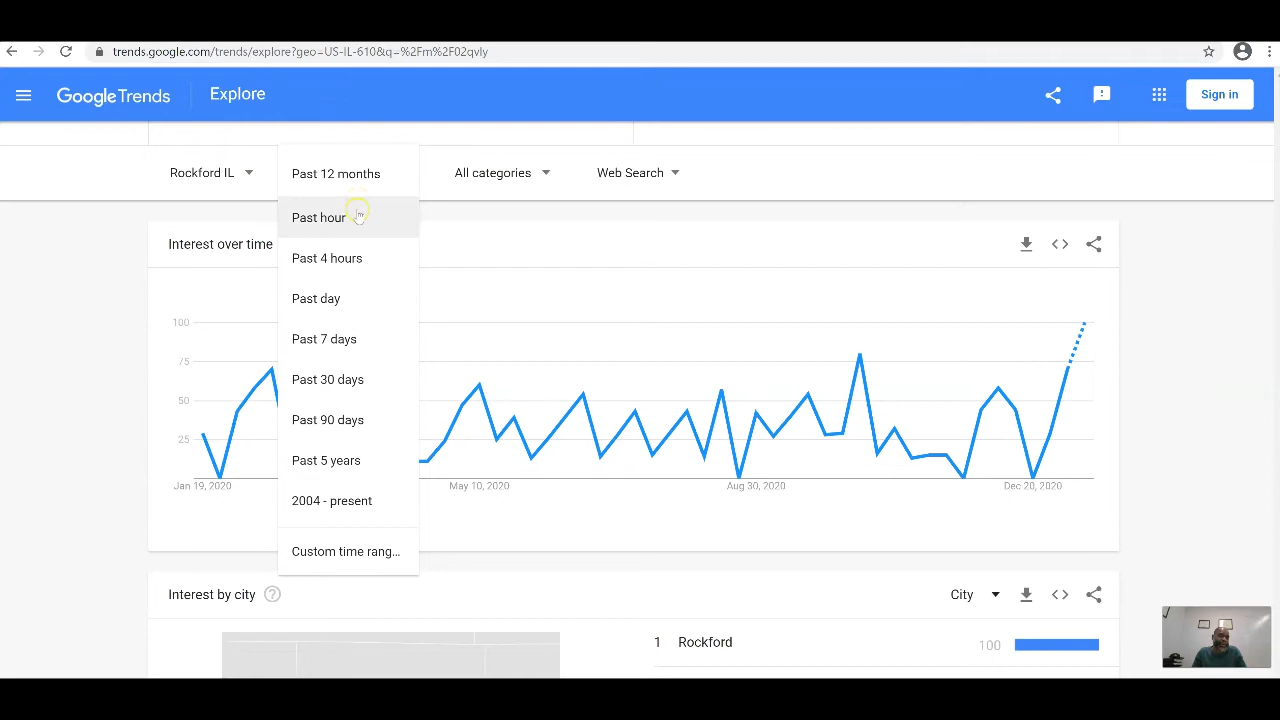 trends.google.com/trends/explore?geo=US-IL-610&q=%2Fm%2F02qvly
Google Trends
Explore
Sign in
Rockford IL
Past 12 months
All categories
Web Search
Past hour
Interest over time
Past 4 hours
Past day
Past 7 days
Past 30 days
Past 90 days
Past 5 years
2004 - present
Custom time rang...
100
75
50
25
Jan 19, 2020
May 10, 2020
Aug 30, 2020
Dec 20, 2020
Interest by city
?
City
1 Rockford 100